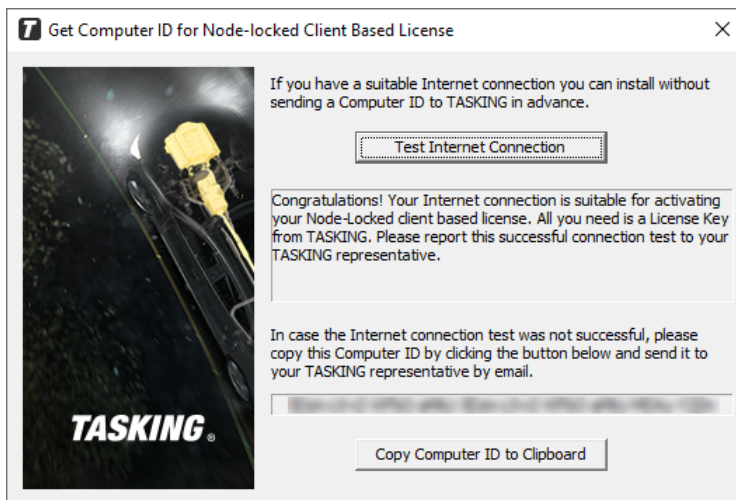 Get Computer ID for Node-locked Client Based License
If you have a suitable Internet connection you can install without
sending a Computer ID to TASKING in advance.
Test Internet Connection
Congratulations! Your Internet connection is suitable for activating
your Node-Locked client based license. All you need is a License Key
from TASKING. Please report this successful connection test to your
TASKING representative.
In case the Internet connection test was not successful, please
copy this Computer ID by clicking the button below and send it to
your TASKING representative by email.
TASKING®
Copy Computer ID to Clipboard